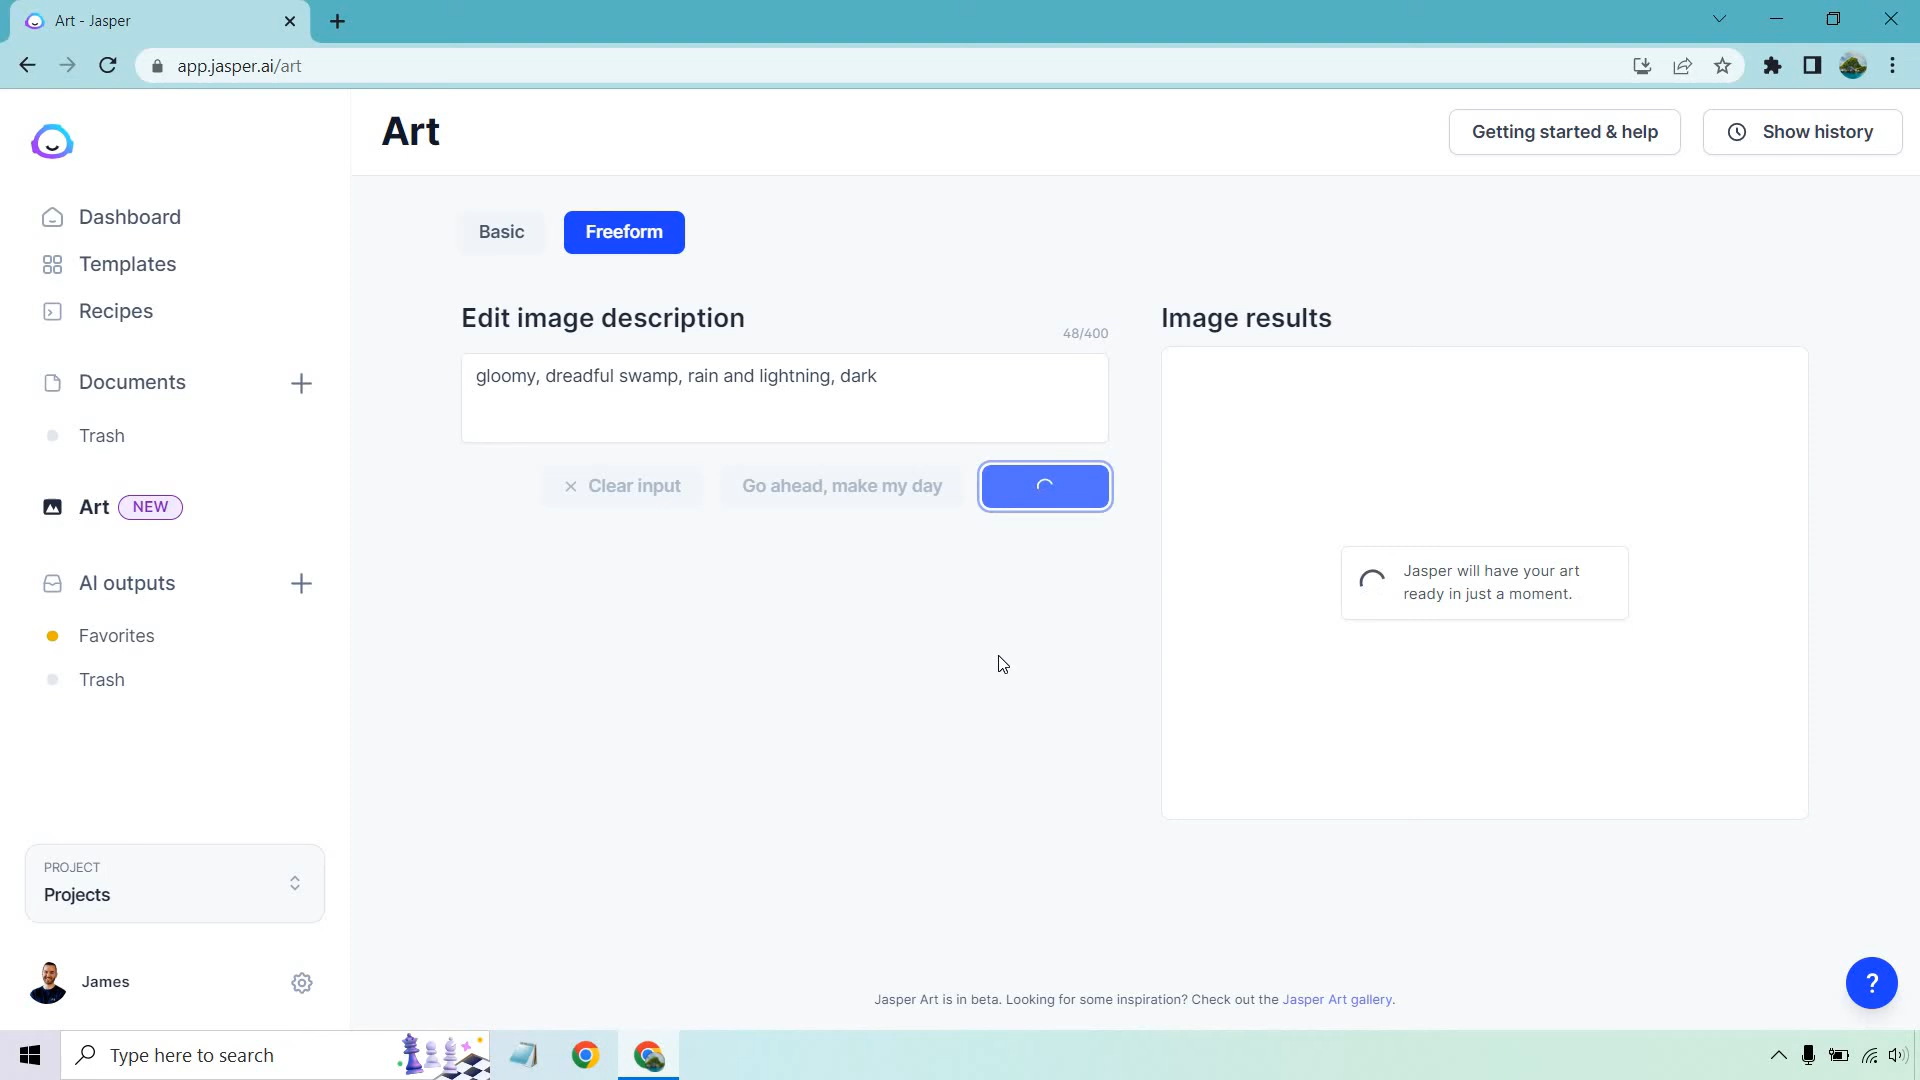 Art - Jasper
app.jasper.ai/art
Art
Getting started & help
Show history
Dashboard
Templates
Recipes
Documents
Trash
Art NEW
AI outputs
Favorites
Trash
Basic
Freeform
Edit image description
48/400
gloomy, dreadful swamp, rain and lightning, dark
Clear input
Go ahead, make my day
Image results
Jasper will have your art
ready in just a moment.
PROJECT
Projects
James
Jasper Art is in beta. Looking for some inspiration? Check out the Jasper Art gallery.
?
Type here to search